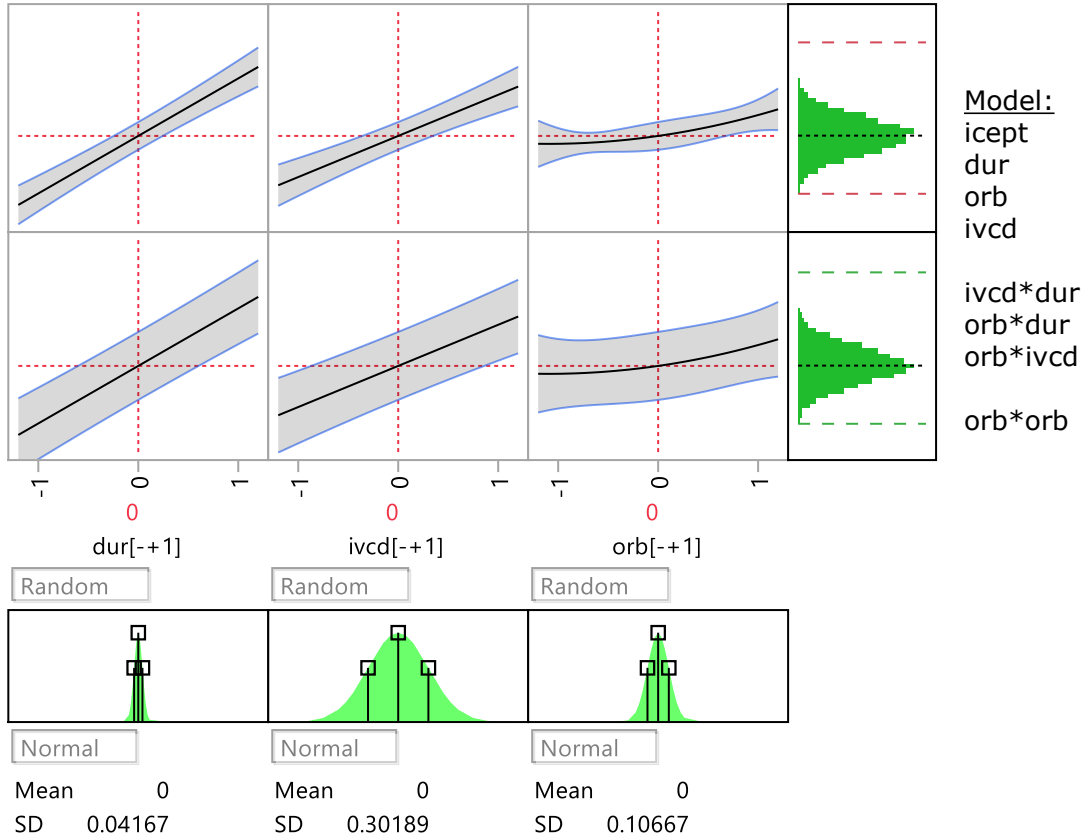 Model:
icept
dur
orb
ivcd
ivcd*dur
orb*dur
orb*ivcd
orb*orb
-1 0 1 -1 0 1 -1 0 1
0 0 0
dur[-+1] ivcd[-+1] orb[-+1]
Random Random Random
Normal Normal Normal
Mean 0 Mean 0 Mean 0
SD 0.04167 SD 0.30189 SD 0.10667